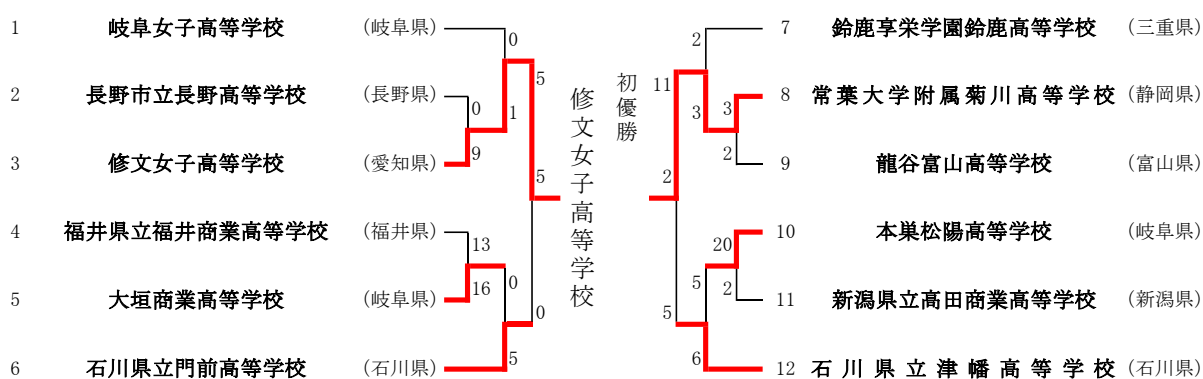 1 岐阜女子高等学校 (岐阜県)
2 長野市立長野高等学校 (長野県)
3 修文女子高等学校 (愛知県)
4 福井県立福井商業高等学校 (福井県)
5 大垣商業高等学校 (岐阜県)
6 石川県立門前高等学校 (石川県)
0
0
1
9
5
5
13
16
0
0
5
修文女子高等学校
初優勝
11
2
2
3
3
2
20
5
2
5
6
7 鈴鹿享栄学園鈴鹿高等学校 (三重県)
8 常葉大学附属菊川高等学校 (静岡県)
9 龍谷富山高等学校 (富山県)
10 本巣松陽高等学校 (岐阜県)
11 新潟県立高田商業高等学校 (新潟県)
12 石川県立津幡高等学校 (石川県)